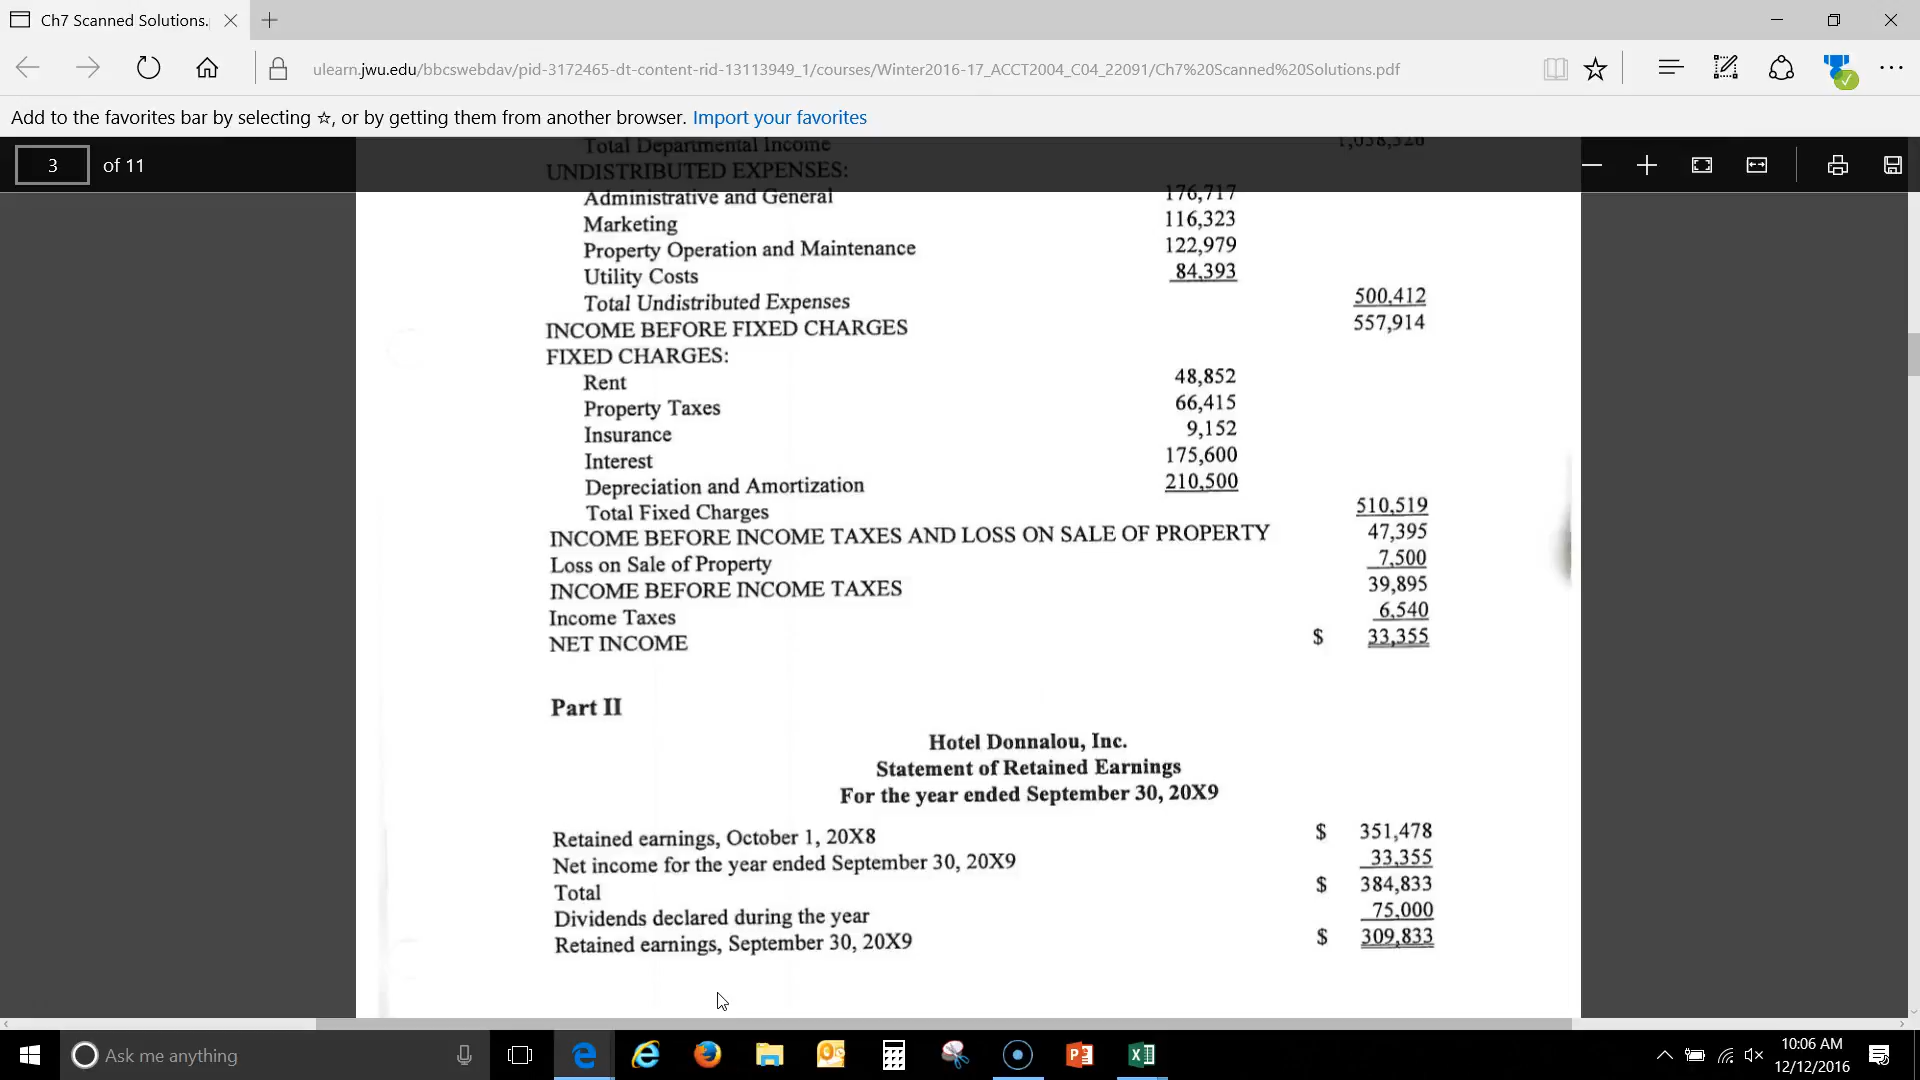 Ch7 Scanned Solutions.
ulearn.jwu.edu/bbcswebdav/pid-3172465-dt-content-rid-13113949_1/courses/Winter2016-17_ACCT2004_C04_22091/Ch7%20Scanned%20Solutions.pdf
Add to the favorites bar by selecting ☆, or by getting them from another browser. Import your favorites
3 of 11
Total Departmental Income 1,058,326
UNDISTRIBUTED EXPENSES:
Administrative and General 176,717
Marketing 116,323
Property Operation and Maintenance 122,979
Utility Costs 84,393
Total Undistributed Expenses 500,412
INCOME BEFORE FIXED CHARGES 557,914
FIXED CHARGES:
Rent 48,852
Property Taxes 66,415
Insurance 9,152
Interest 175,600
Depreciation and Amortization 210,500
Total Fixed Charges 510,519
INCOME BEFORE INCOME TAXES AND LOSS ON SALE OF PROPERTY 47,395
Loss on Sale of Property 7,500
INCOME BEFORE INCOME TAXES 39,895
Income Taxes 6,540
NET INCOME $ 33,355
Part II
Hotel Donnalou, Inc.
Statement of Retained Earnings
For the year ended September 30, 20X9
Retained earnings, October 1, 20X8 $ 351,478
Net income for the year ended September 30, 20X9 33,355
Total $ 384,833
Dividends declared during the year 75,000
Retained earnings, September 30, 20X9 $ 309,833
Ask me anything
10:06 AM
12/12/2016